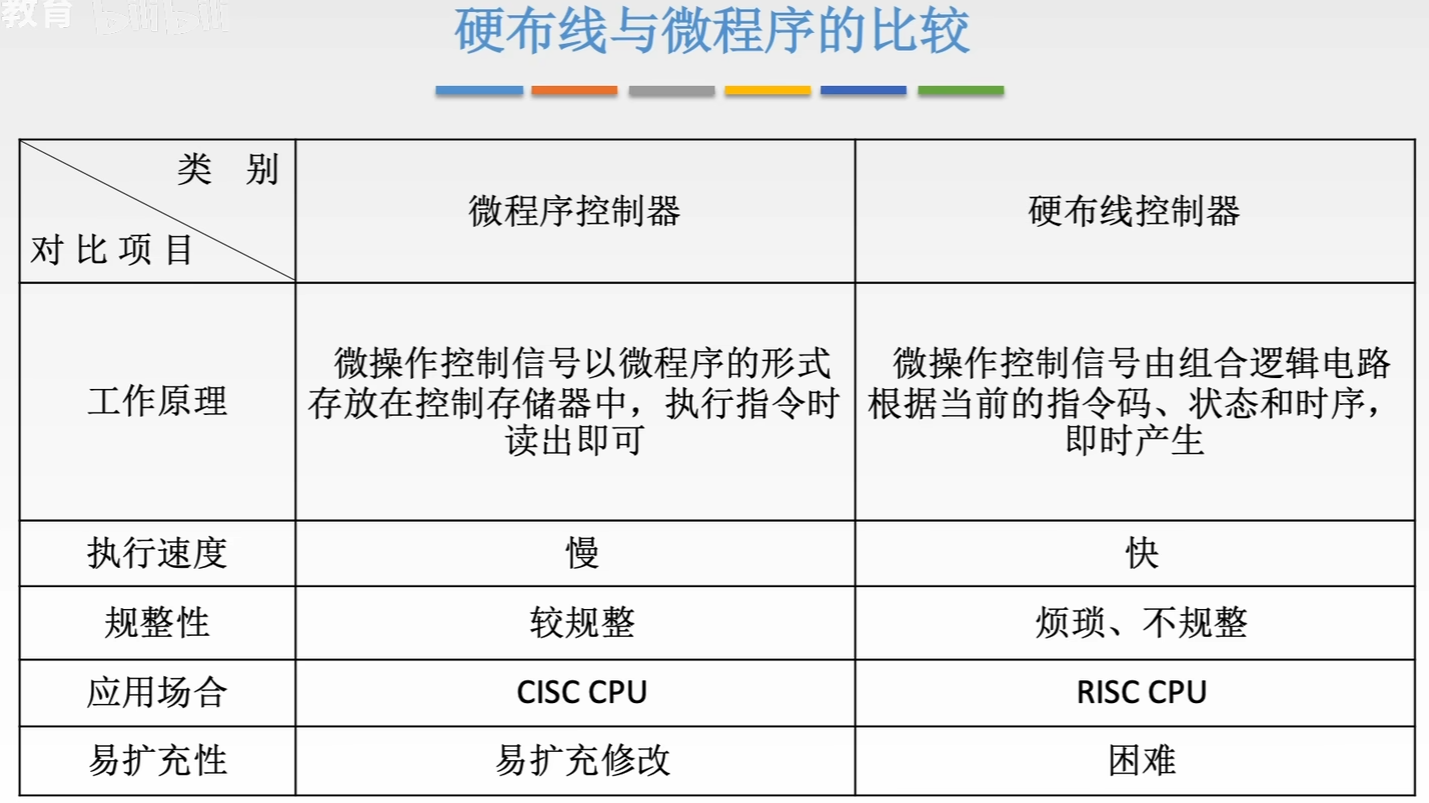 教育 bilibili
硬布线与微程序的比较
类 别
对 比 项 目
微程序控制器
硬布线控制器
工作原理
微操作控制信号以微程序的形式
存放在控制存储器中，执行指令时
读出即可
微操作控制信号由组合逻辑电路
根据当前的指令码、状态和时序，
即时产生
执行速度
慢
快
规整性
较规整
烦琐、不规整
应用场合
CISC CPU
RISC CPU
易扩充性
易扩充修改
困难